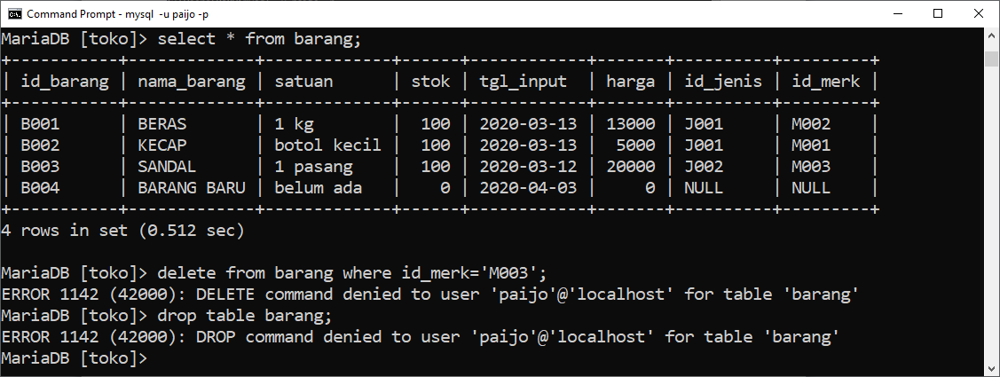 Command Prompt - mysql  -u paijo -p
MariaDB [toko]> select * from barang;
+-----------+-------------+-------------+------+------------+-------+----------+---------+
| id_barang | nama_barang | satuan      | stok | tgl_input  | harga | id_jenis | id_merk |
+-----------+-------------+-------------+------+------------+-------+----------+---------+
| B001      | BERAS       | 1 kg        |  100 | 2020-03-13 | 13000 | J001     | M002    |
| B002      | KECAP       | botol kecil |  100 | 2020-03-13 |  5000 | J001     | M001    |
| B003      | SANDAL      | 1 pasang    |  100 | 2020-03-12 | 20000 | J002     | M003    |
| B004      | BARANG BARU | belum ada   |    0 | 2020-04-03 |     0 | NULL     | NULL    |
+-----------+-------------+-------------+------+------------+-------+----------+---------+
4 rows in set (0.512 sec)
MariaDB [toko]> delete from barang where id_merk='M003';
ERROR 1142 (42000): DELETE command denied to user 'paijo'@'localhost' for table 'barang'
MariaDB [toko]> drop table barang;
ERROR 1142 (42000): DROP command denied to user 'paijo'@'localhost' for table 'barang'
MariaDB [toko]>